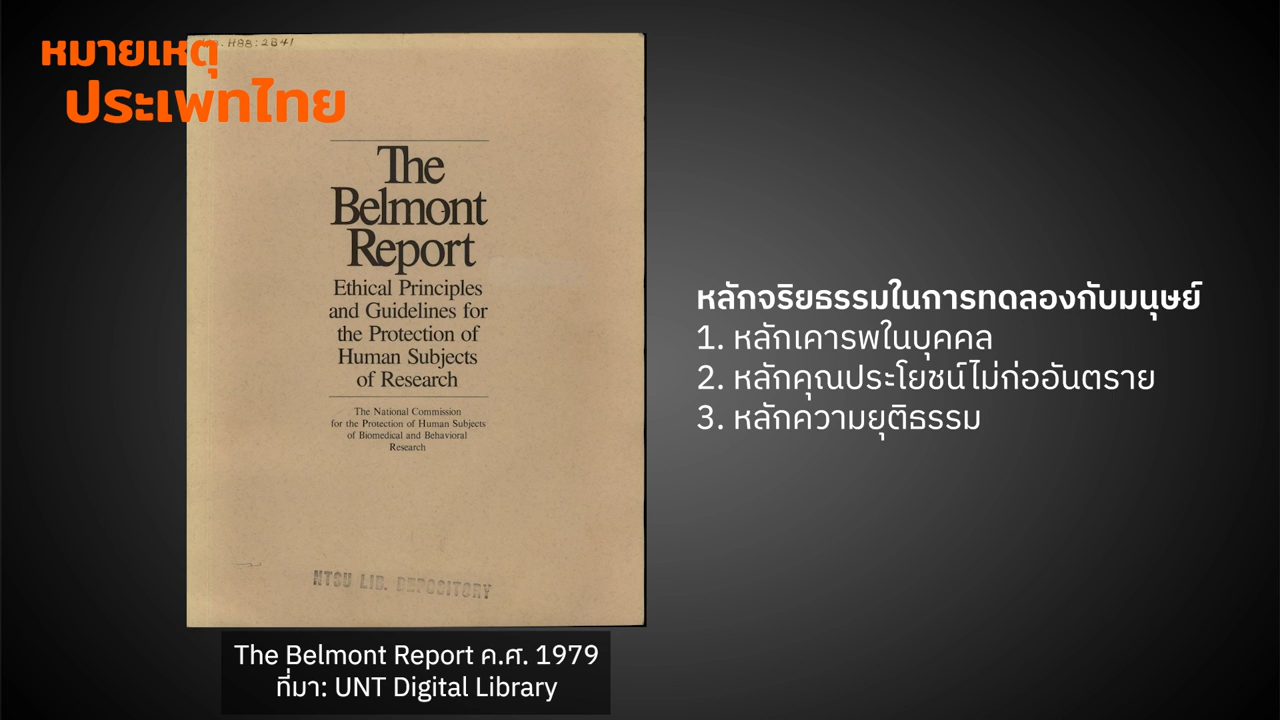 หมายเหตุ
ประเพทไทย
H88:2841
The
Belmont
Report
Ethical Principles
and Guidelines for
the Protection of
Human Subjects
of Research
The National Commission
for the Protection of Human Subjects
of Biomedical and Behavioral
Research
NTSU LIB. DEPOSITORY
The Belmont Report ค.ศ. 1979
ที่มา: UNT Digital Library
หลักจริยธรรมในการทดลองกับมนุษย์
1. หลักเคารพในบุคคล
2. หลักคุณประโยชน์ไม่ก่ออันตราย
3. หลักความยุติธรรม